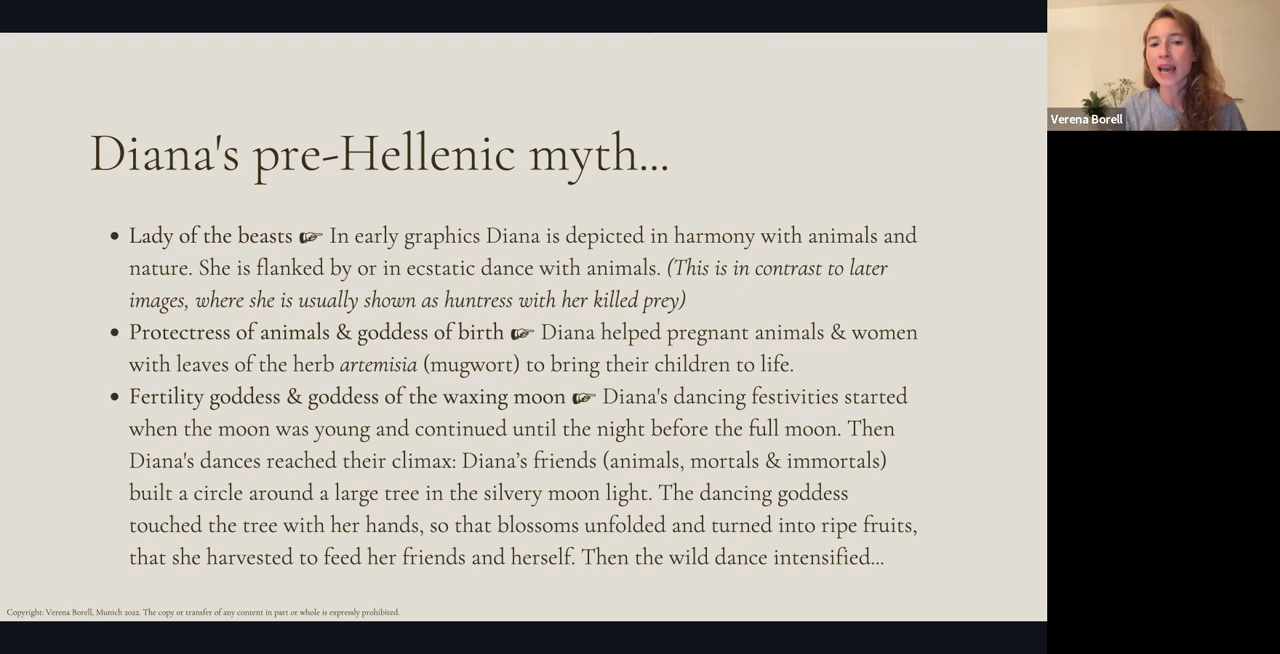 Diana's pre-Hellenic myth...
• Lady of the beasts ☞ In early graphics Diana is depicted in harmony with animals and
nature. She is flanked by or in ecstatic dance with animals. (This is in contrast to later
images, where she is usually shown as huntress with her killed prey)
• Protectress of animals & goddess of birth ☞ Diana helped pregnant animals & women
with leaves of the herb artemisia (mugwort) to bring their children to life.
• Fertility goddess & goddess of the waxing moon ☞ Diana's dancing festivities started
when the moon was young and continued until the night before the full moon. Then
Diana's dances reached their climax: Diana’s friends (animals, mortals & immortals)
built a circle around a large tree in the silvery moon light. The dancing goddess
touched the tree with her hands, so that blossoms unfolded and turned into ripe fruits,
that she harvested to feed her friends and herself. Then the wild dance intensified...
Copyright: Verena Borell, Munich 2022. The copy or transfer of any content in part or whole is expressly prohibited.
Verena Borell